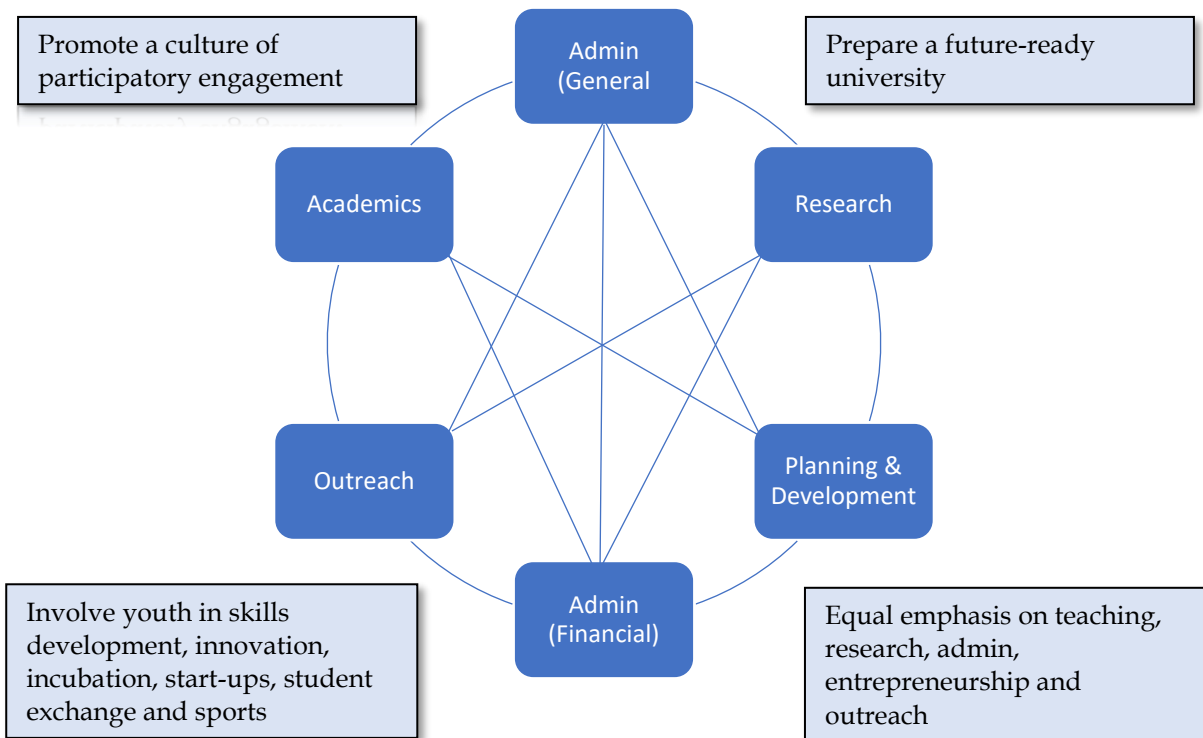 Promote a culture of
participatory engagement
Admin
(General
Prepare a future-ready
university
Academics
Research
Outreach
Planning &
Development
Admin
(Financial)
Involve youth in skills
development, innovation,
incubation, start-ups, student
exchange and sports
Equal emphasis on teaching,
research, admin,
entrepreneurship and
outreach